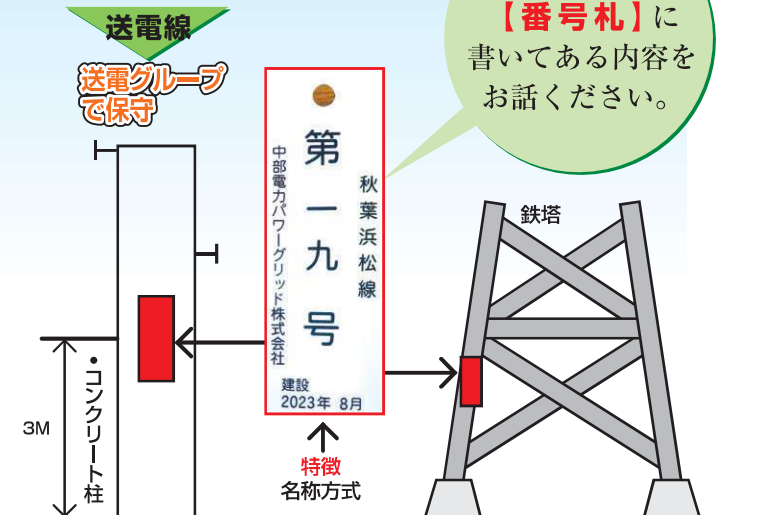 送電線
送電グループ
で保守
【番号札】に
書いてある内容を
お話ください。
秋葉浜松線
第一九号
中部電力パワーグリッド株式会社
建設
2023年 8月
特徴
名称方式
鉄塔
・コンクリート柱
3M